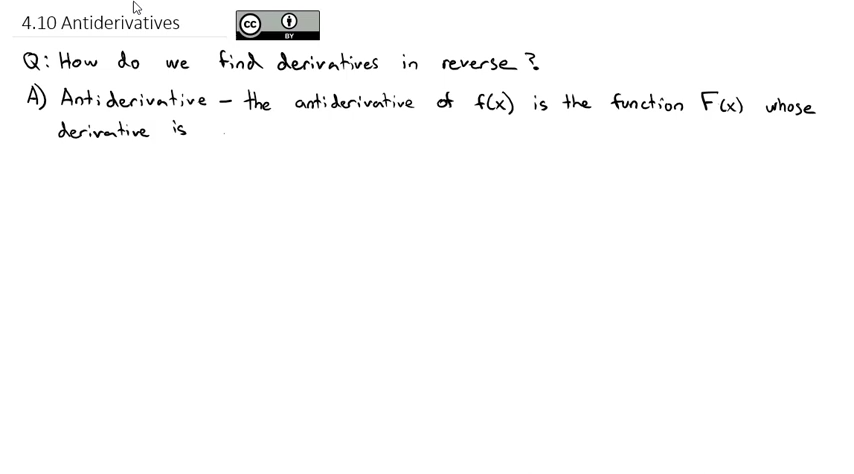 4.10 Antiderivatives
cc BY
Q: How do we find derivatives in reverse?
A) Antiderivative – the antiderivative of f(x) is the function F(x) whose
derivative is